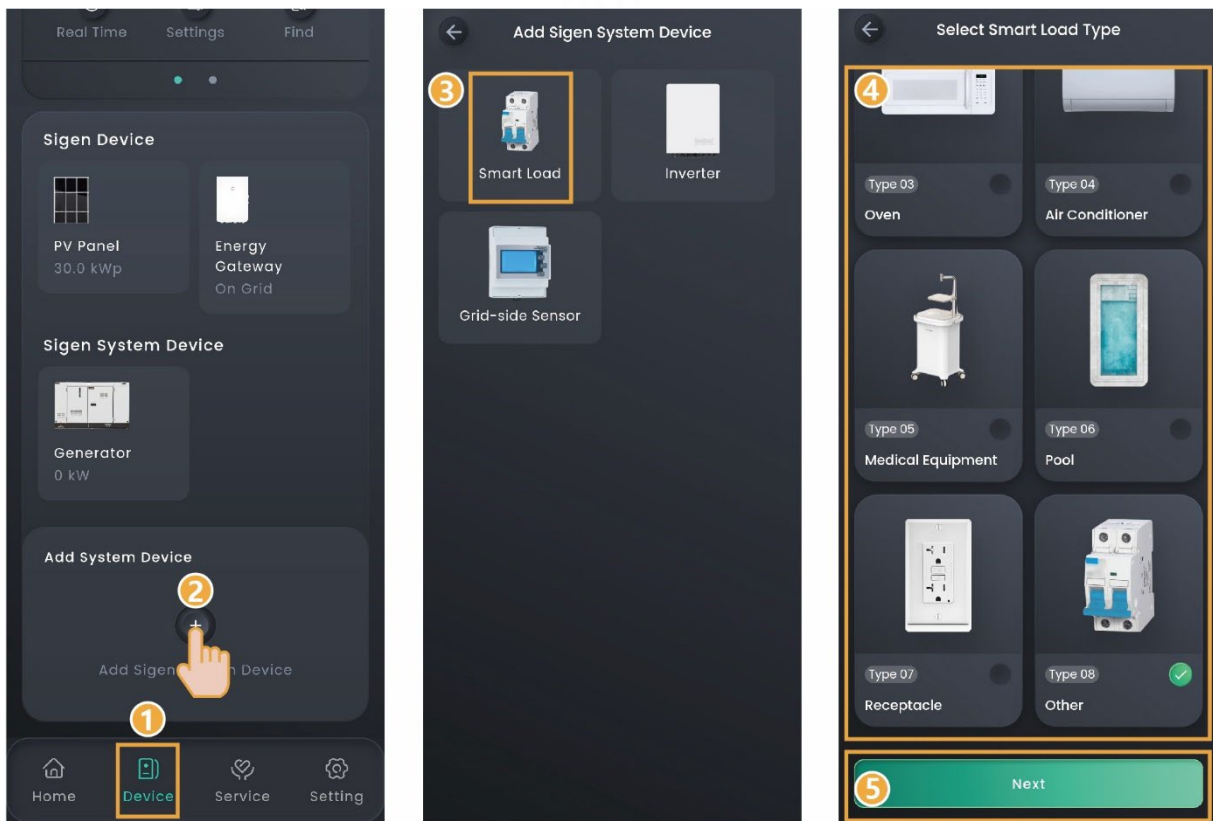 Real Time Settings Find
Sigen Device
PV Panel
30.0 kWp
Energy
Gateway
On Grid
Sigen System Device
Generator
0 kW
Add System Device
2
+
Add Sigen n Device
1
Home Device Service Setting
Add Sigen System Device
3
Smart Load Inverter
Grid-side Sensor
Select Smart Load Type
4
Type 03 Type 04
Oven Air Conditioner
Type 05 Type 06
Medical Equipment Pool
Type 07 Type 08
Receptacle Other
5
Next